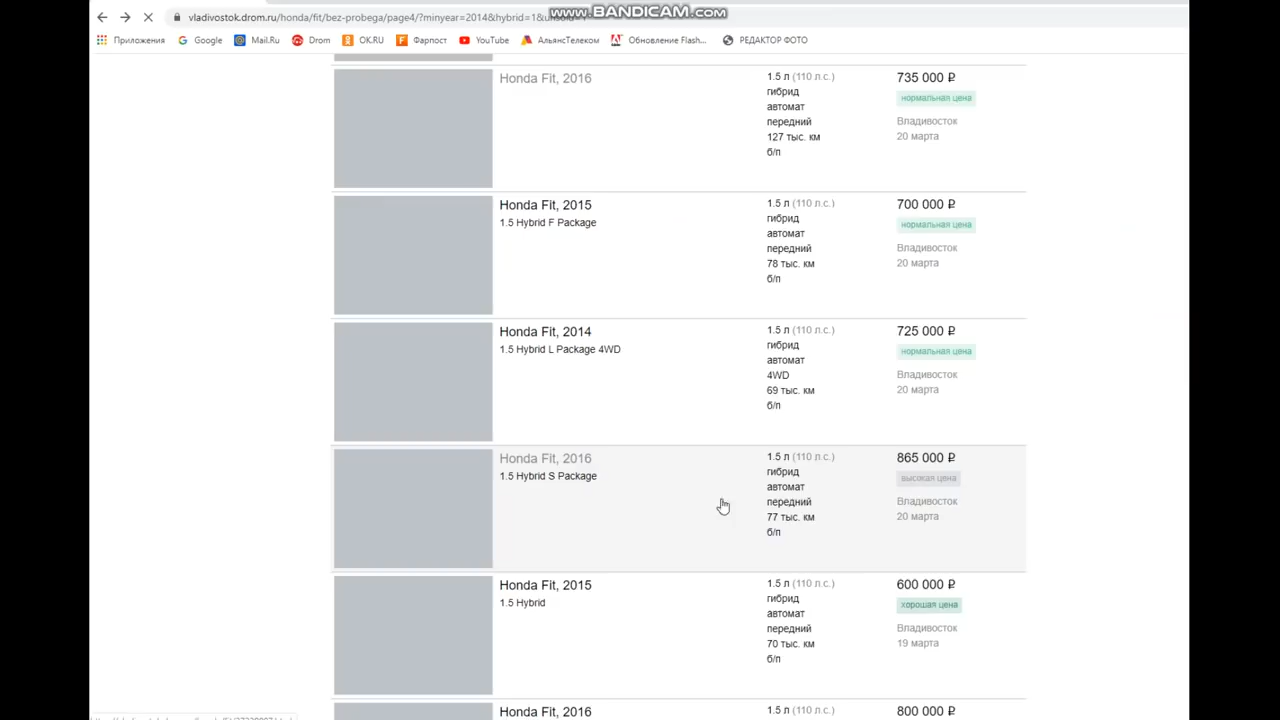 www.BANDICAM.com
vladivostok.drom.ru/honda/fit/bez-probega/page4/?minyear=2014&hybrid=1&unsold=1
Приложения Google Mail.Ru Drom OK.RU Фарпост YouTube АльянсТелеком Обновление Flash... РЕДАКТОР ФОТО
Honda Fit, 2016
1.5 л (110 л.с.)
гибрид
автомат
передний
127 тыс. км
б/п
735 000 ₽
нормальная цена
Владивосток
20 марта
Honda Fit, 2015
1.5 Hybrid F Package
1.5 л (110 л.с.)
гибрид
автомат
передний
78 тыс. км
б/п
700 000 ₽
нормальная цена
Владивосток
20 марта
Honda Fit, 2014
1.5 Hybrid L Package 4WD
1.5 л (110 л.с.)
гибрид
автомат
4WD
69 тыс. км
б/п
725 000 ₽
нормальная цена
Владивосток
20 марта
Honda Fit, 2016
1.5 Hybrid S Package
1.5 л (110 л.с.)
гибрид
автомат
передний
77 тыс. км
б/п
865 000 ₽
высокая цена
Владивосток
20 марта
Honda Fit, 2015
1.5 Hybrid
1.5 л (110 л.с.)
гибрид
автомат
передний
70 тыс. км
б/п
600 000 ₽
хорошая цена
Владивосток
19 марта
Honda Fit, 2016
1.5 л (110 л.с.)
800 000 ₽